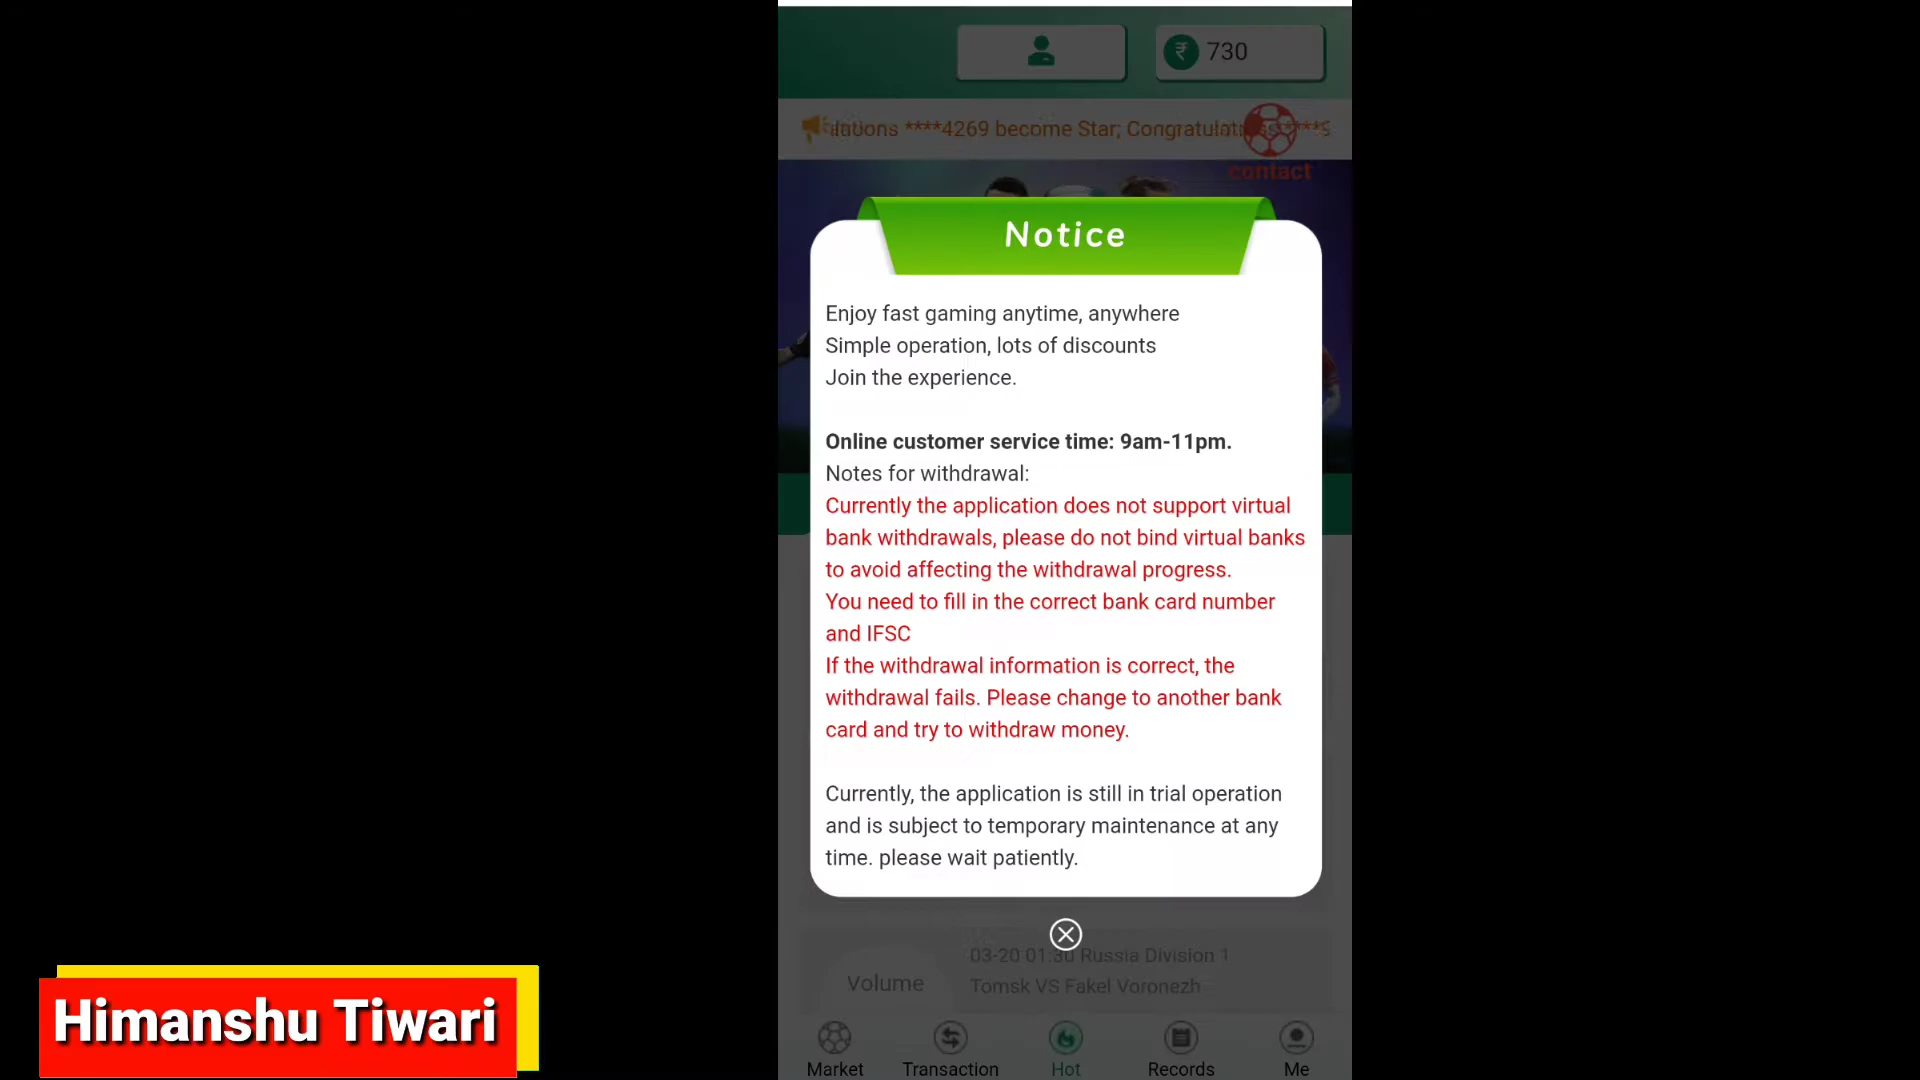 730
****4269 become Star; Congratulations
contact
Notice
Enjoy fast gaming anytime, anywhere
Simple operation, lots of discounts
Join the experience.
Online customer service time: 9am-11pm.
Notes for withdrawal:
Currently the application does not support virtual
bank withdrawals, please do not bind virtual banks
to avoid affecting the withdrawal progress.
You need to fill in the correct bank card number
and IFSC
If the withdrawal information is correct, the
withdrawal fails. Please change to another bank
card and try to withdraw money.
Currently, the application is still in trial operation
and is subject to temporary maintenance at any
time. please wait patiently.
03-20 01:30 Russia Division 1
Volume
Tomsk VS Fakel Voronezh
Himanshu Tiwari
Market Transaction Hot Records Me